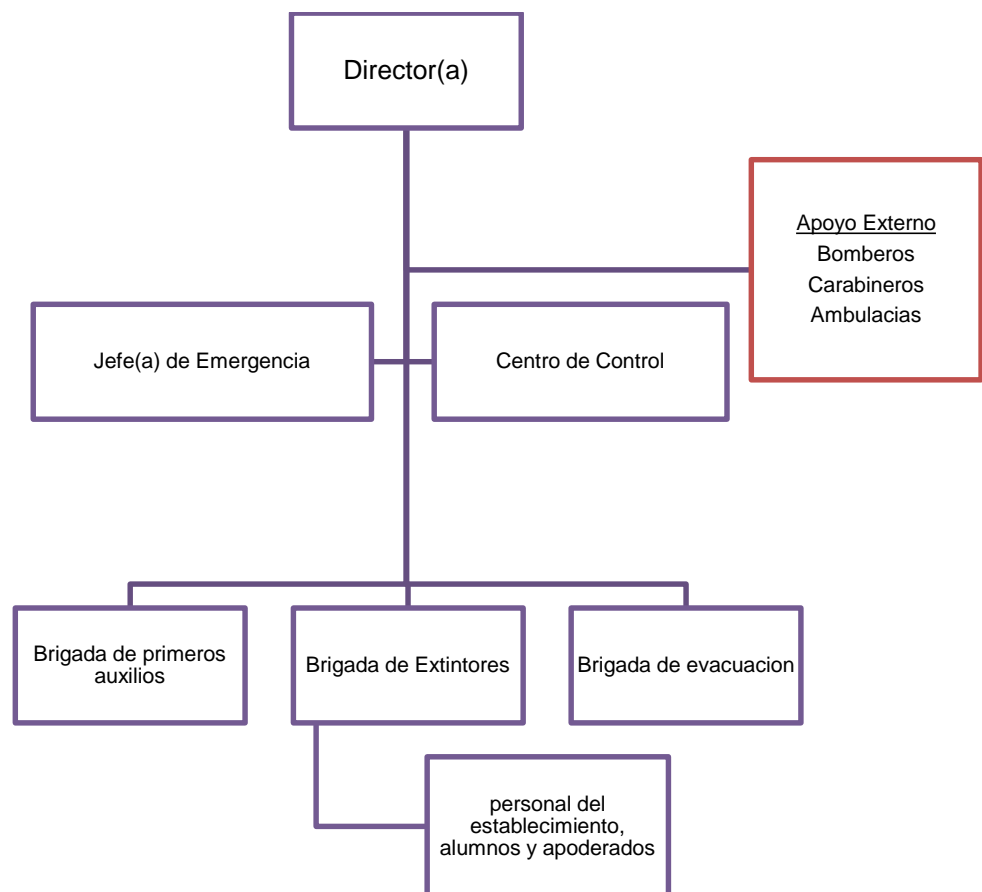 Director(a)
Apoyo Externo
Bomberos
Carabineros
Ambulacias
Jefe(a) de Emergencia
Centro de Control
Brigada de primeros
auxilios
Brigada de Extintores
Brigada de evacuacion
personal del
establecimiento,
alumnos y apoderados